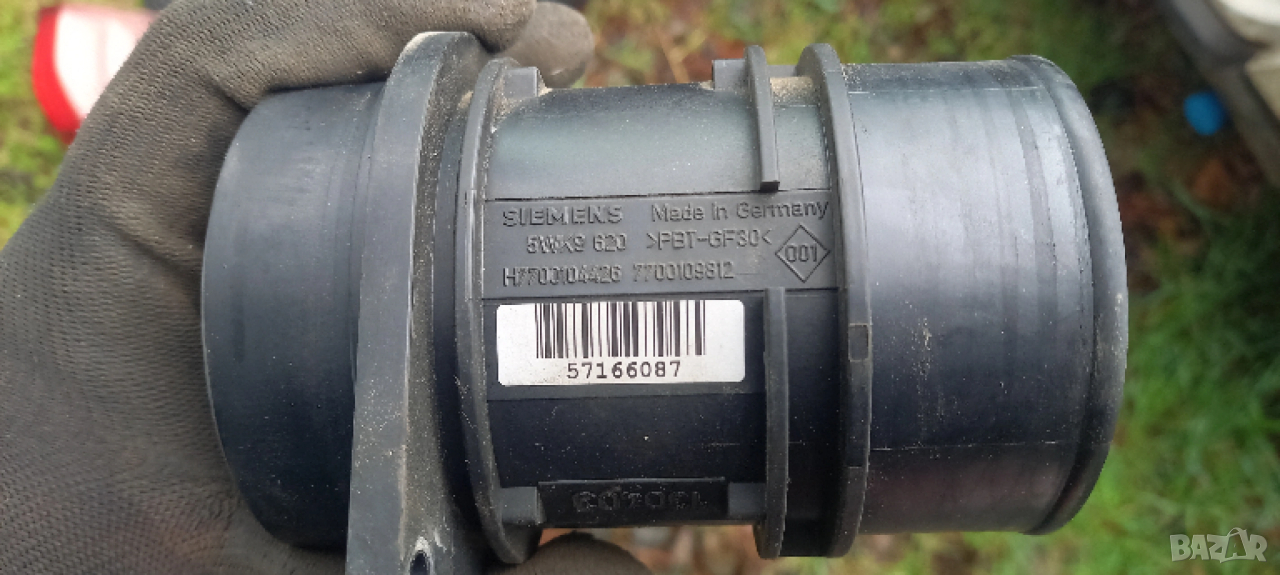 SIEMENS Made in Germany
5WK9 620 >PBT-GF30<
H7700104426 7700109812
001
57166087
BAZAR